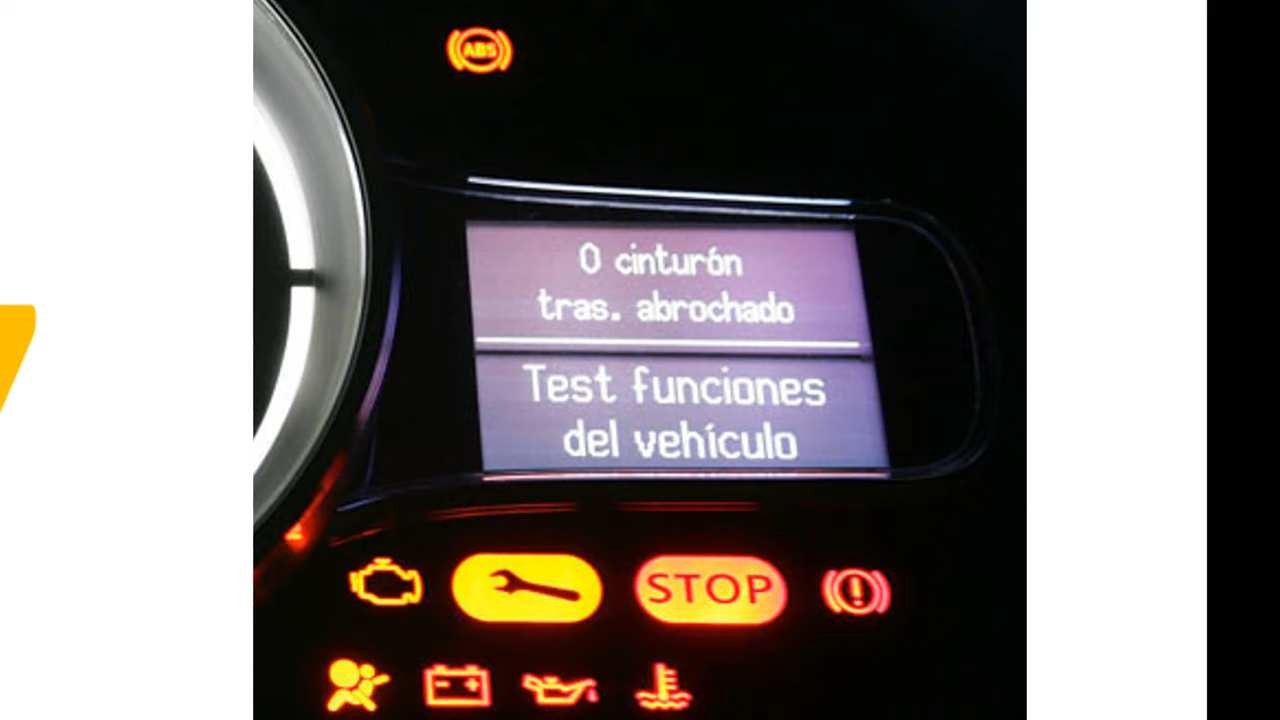 ABS
0 cinturón
tras. abrochado
Test funciones
del vehículo
STOP